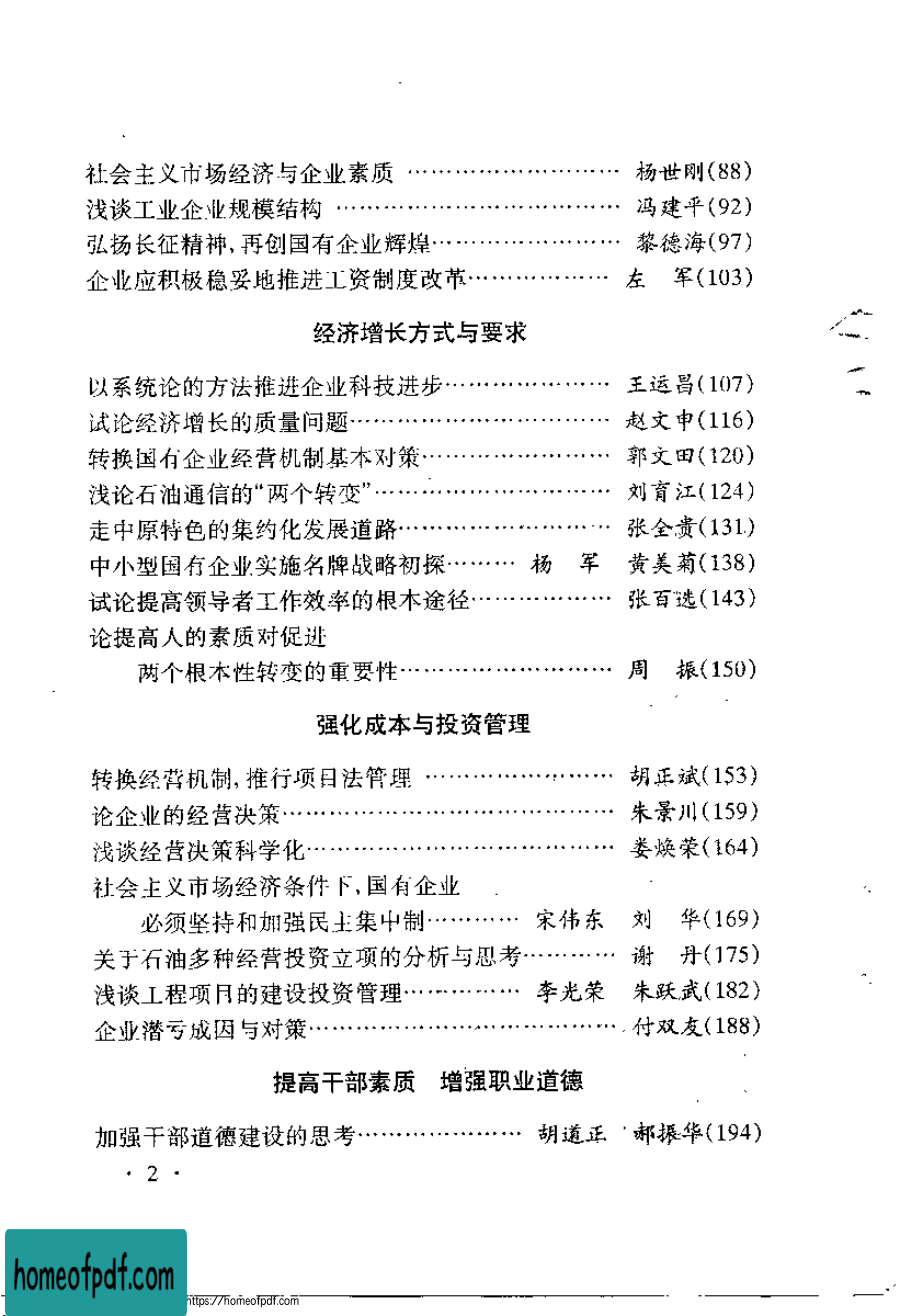 社会主义市场经济与企业素质 ………………………… 杨世刚(88)
浅谈工业企业规模结构 ……………………………… 冯建平(92)
弘扬长征精神,再创国有企业辉煌…………………… 黎德海(97)
企业应积极稳妥地推进工资制度改革……………… 左　军(103)
经济增长方式与要求
以系统论的方法推进企业科技进步………………… 王运昌(107)
试论经济增长的质量问题…………………………… 赵文申(116)
转换国有企业经营机制基本对策…………………… 郭文田(120)
浅论石油通信的“两个转变”………………………… 刘育江(124)
走中原特色的集约化发展道路……………………… 张全贵(131)
中小型国有企业实施名牌战略初探……… 杨　军　黄美菊(138)
试论提高领导者工作效率的根本途径……………… 张百选(143)
论提高人的素质对促进
两个根本性转变的重要性……………………… 周　振(150)
强化成本与投资管理
转换经营机制,推行项目法管理 …………………… 胡正斌(153)
论企业的经营决策…………………………………… 朱景川(159)
浅谈经营决策科学化………………………………… 娄焕荣(164)
社会主义市场经济条件下,国有企业
必须坚持和加强民主集中制………… 宋伟东　刘　华(169)
关于石油多种经营投资立项的分析与思考………… 谢　丹(175)
浅谈工程项目的建设投资管理…………… 李光荣　朱跃武(182)
企业潜亏成因与对策………………………………… 付双友(188)
提高干部素质　增强职业道德
加强干部道德建设的思考………………… 胡道正　郝振华(194)
· 2 ·
homeofpdf.com
https://homeofpdf.com